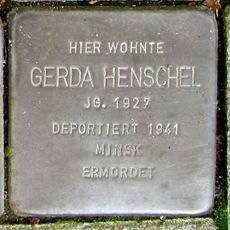 HIER WOHNTE
GERDA HENSCHEL
JG. 1927
DEPORTIERT 1941
MINSK
ERMORDET